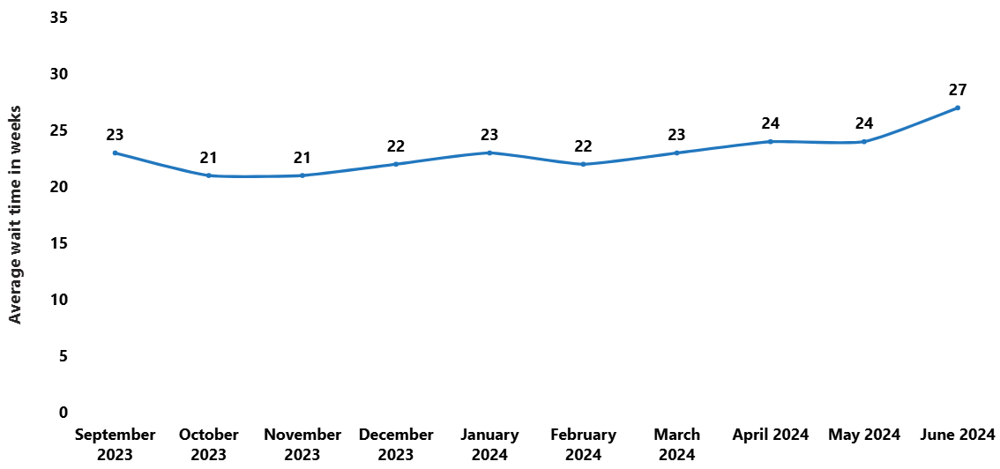 35
30
25
20
15
10
5
0
Average wait time in weeks
23
21
21
22
23
22
23
24
24
27
September
2023
October
2023
November
2023
December
2023
January
2024
February
2024
March
2024
April 2024
May 2024
June 2024